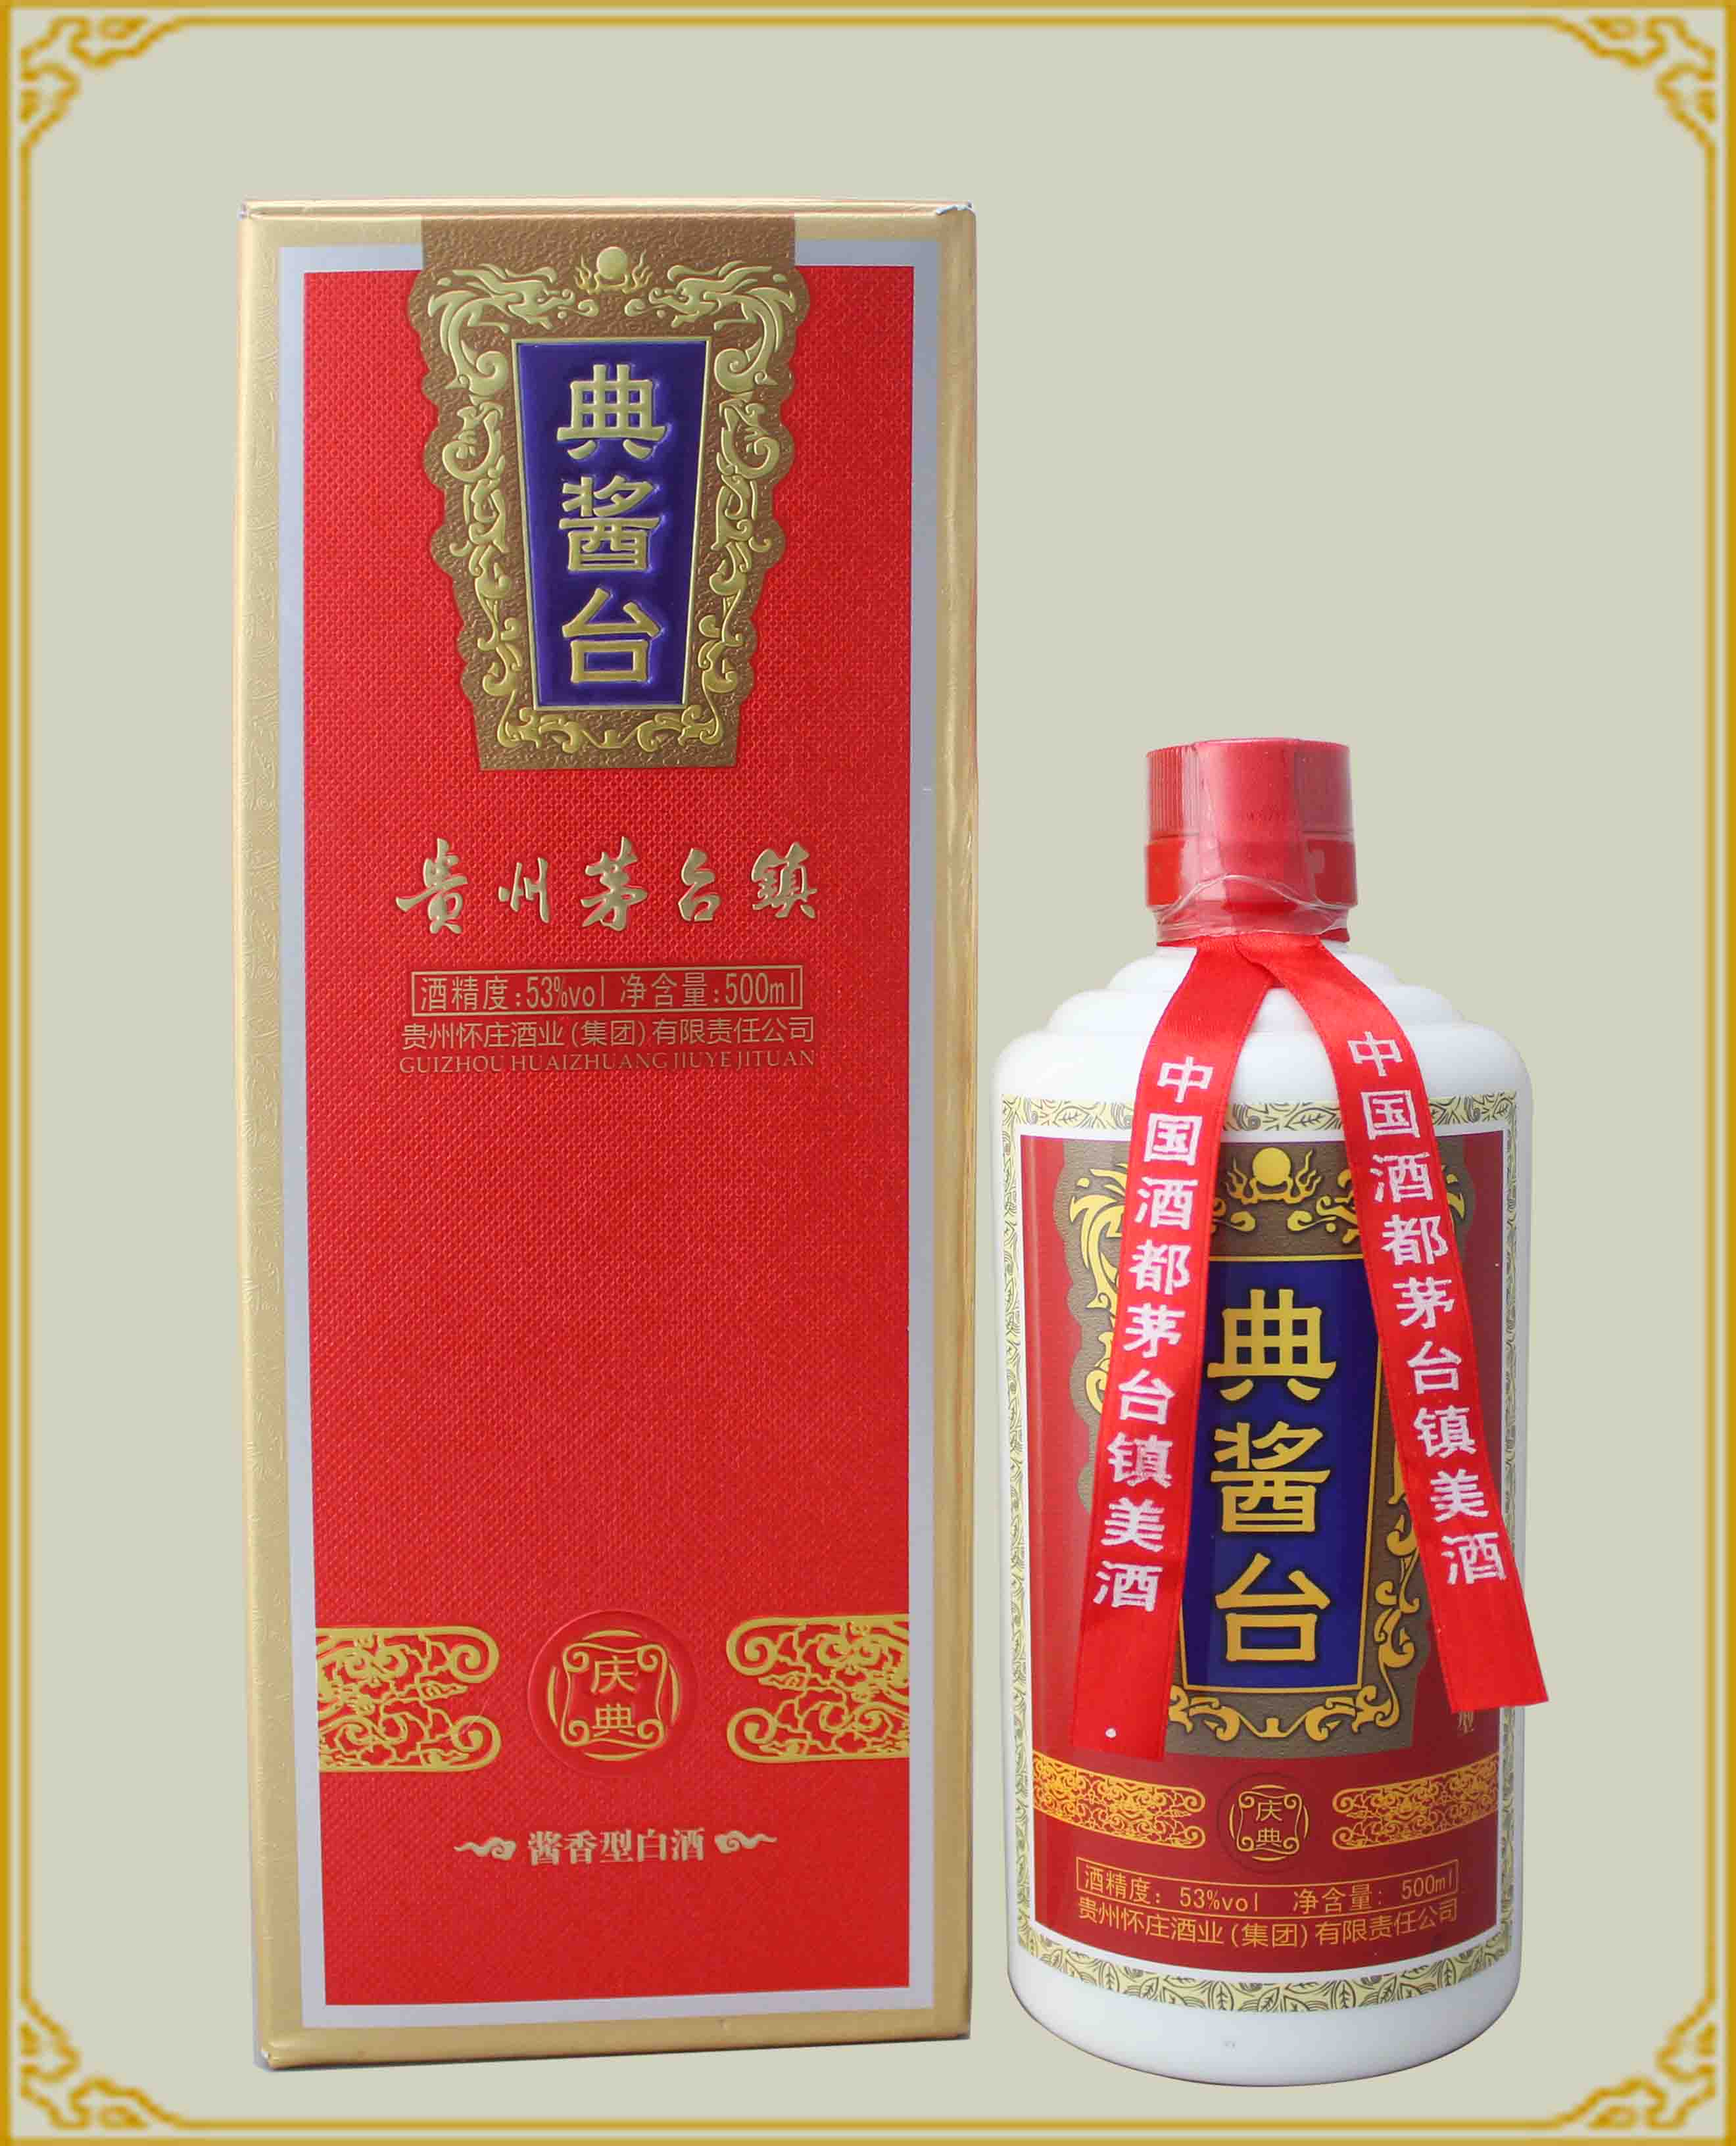 典酱台
贵州茅台鎮
酒精度:53%vol 净含量:500ml
贵州怀庄酒业(集团)有限责任公司
GUIZHOU HUAIZHUANG JIUYE JITUAN
庆典
酱香型白酒
中国酒都茅台镇美酒
中国酒都茅台镇美酒
典酱台
庆典
酒精度: 53%vol 净含量: 500ml
贵州怀庄酒业(集团)有限责任公司